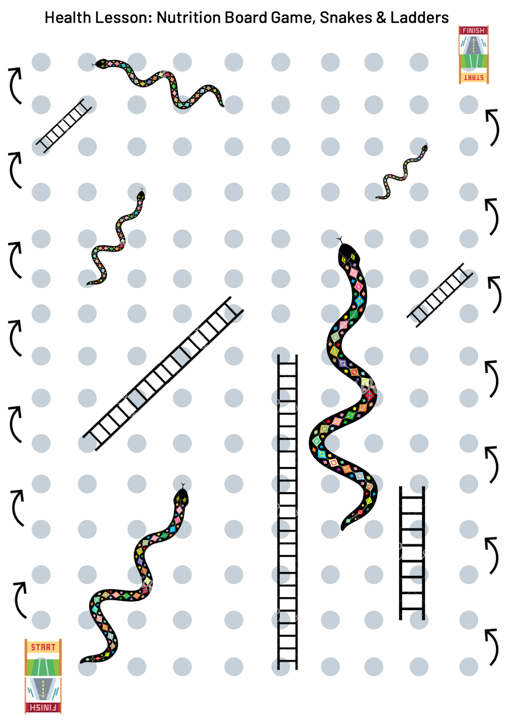 Health Lesson: Nutrition Board Game, Snakes & Ladders
FINISH
START
START
FINISH